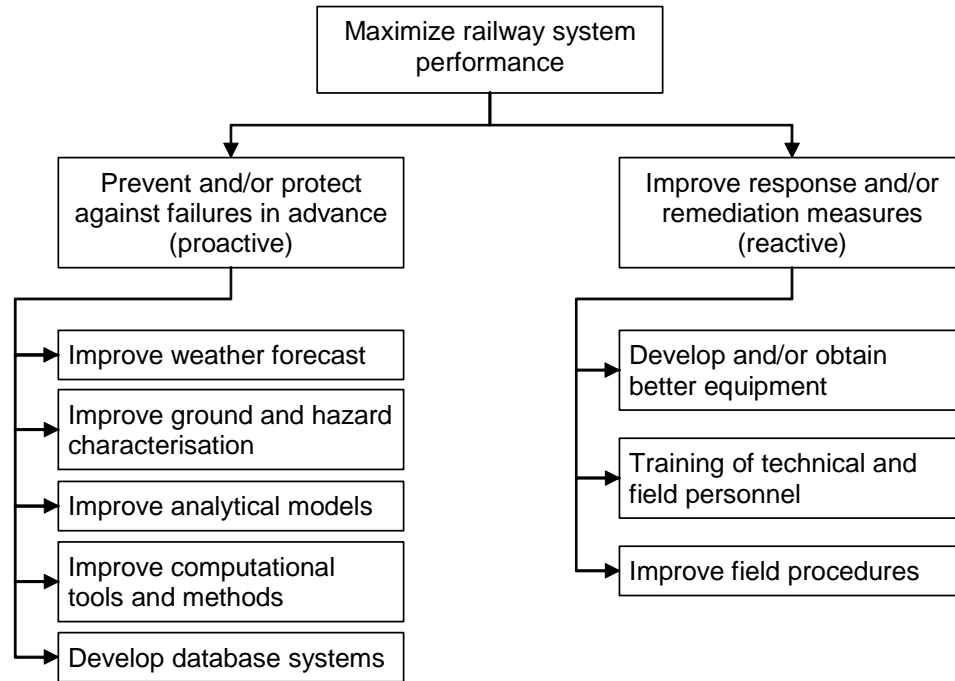 Maximize railway system
performance
Prevent and/or protect
against failures in advance
(proactive)
Improve response and/or
remediation measures
(reactive)
Improve weather forecast
Improve ground and hazard
characterisation
Improve analytical models
Improve computational
tools and methods
Develop database systems
Develop and/or obtain
better equipment
Training of technical and
field personnel
Improve field procedures